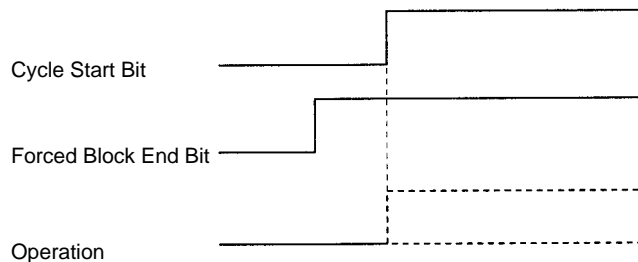 Cycle Start Bit
Forced Block End Bit
Operation